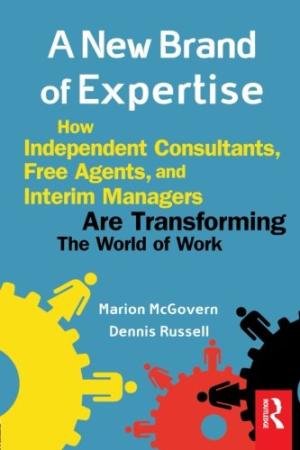 A New Brand
of Expertise
How
Independent Consultants,
Free Agents, and
Interim Managers
Are Transforming
The World of Work
Marion McGovern
Dennis Russell
ROUTLEDGE